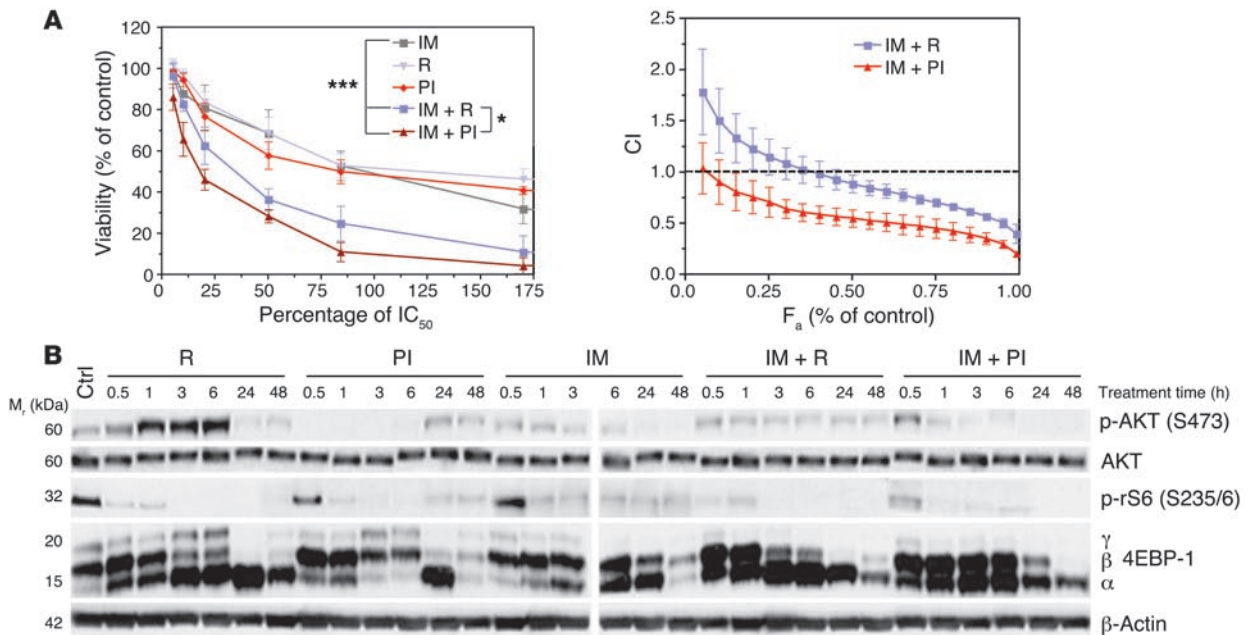 A
120
100
80
60
40
20
0
Viability (% of control)
0 25 50 75 100 125 150 175
Percentage of IC50
***
IM
R
PI
IM + R
IM + PI
*
2.5
2.0
1.5
1.0
0.5
0.0
CI
0.0 0.25 0.50 0.75 1.00
Fa (% of control)
IM + R
IM + PI
B
R PI IM IM + R IM + PI
Ctrl 0.5 1 3 6 24 48 0.5 1 3 6 24 48 0.5 1 3 6 24 48 0.5 1 3 6 24 48 0.5 1 3 6 24 48 Treatment time (h)
Mr (kDa)
60 p-AKT (S473)
60 AKT
32 p-rS6 (S235/6)
20 γ
β 4EBP-1
15 α
42 β-Actin